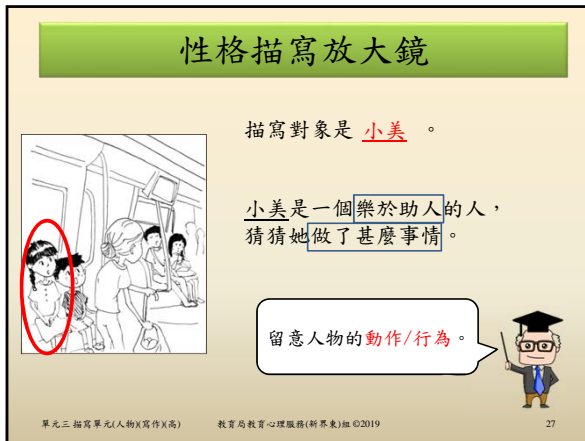 性格描寫放大鏡
描寫對象是 小美 。
小美是一個樂於助人的人，
猜猜她做了甚麼事情。
留意人物的動作/行為。
單元三 描寫單元(人物)(寫作)(高) 教育局教育心理服務(新界東)組 ©2019 27